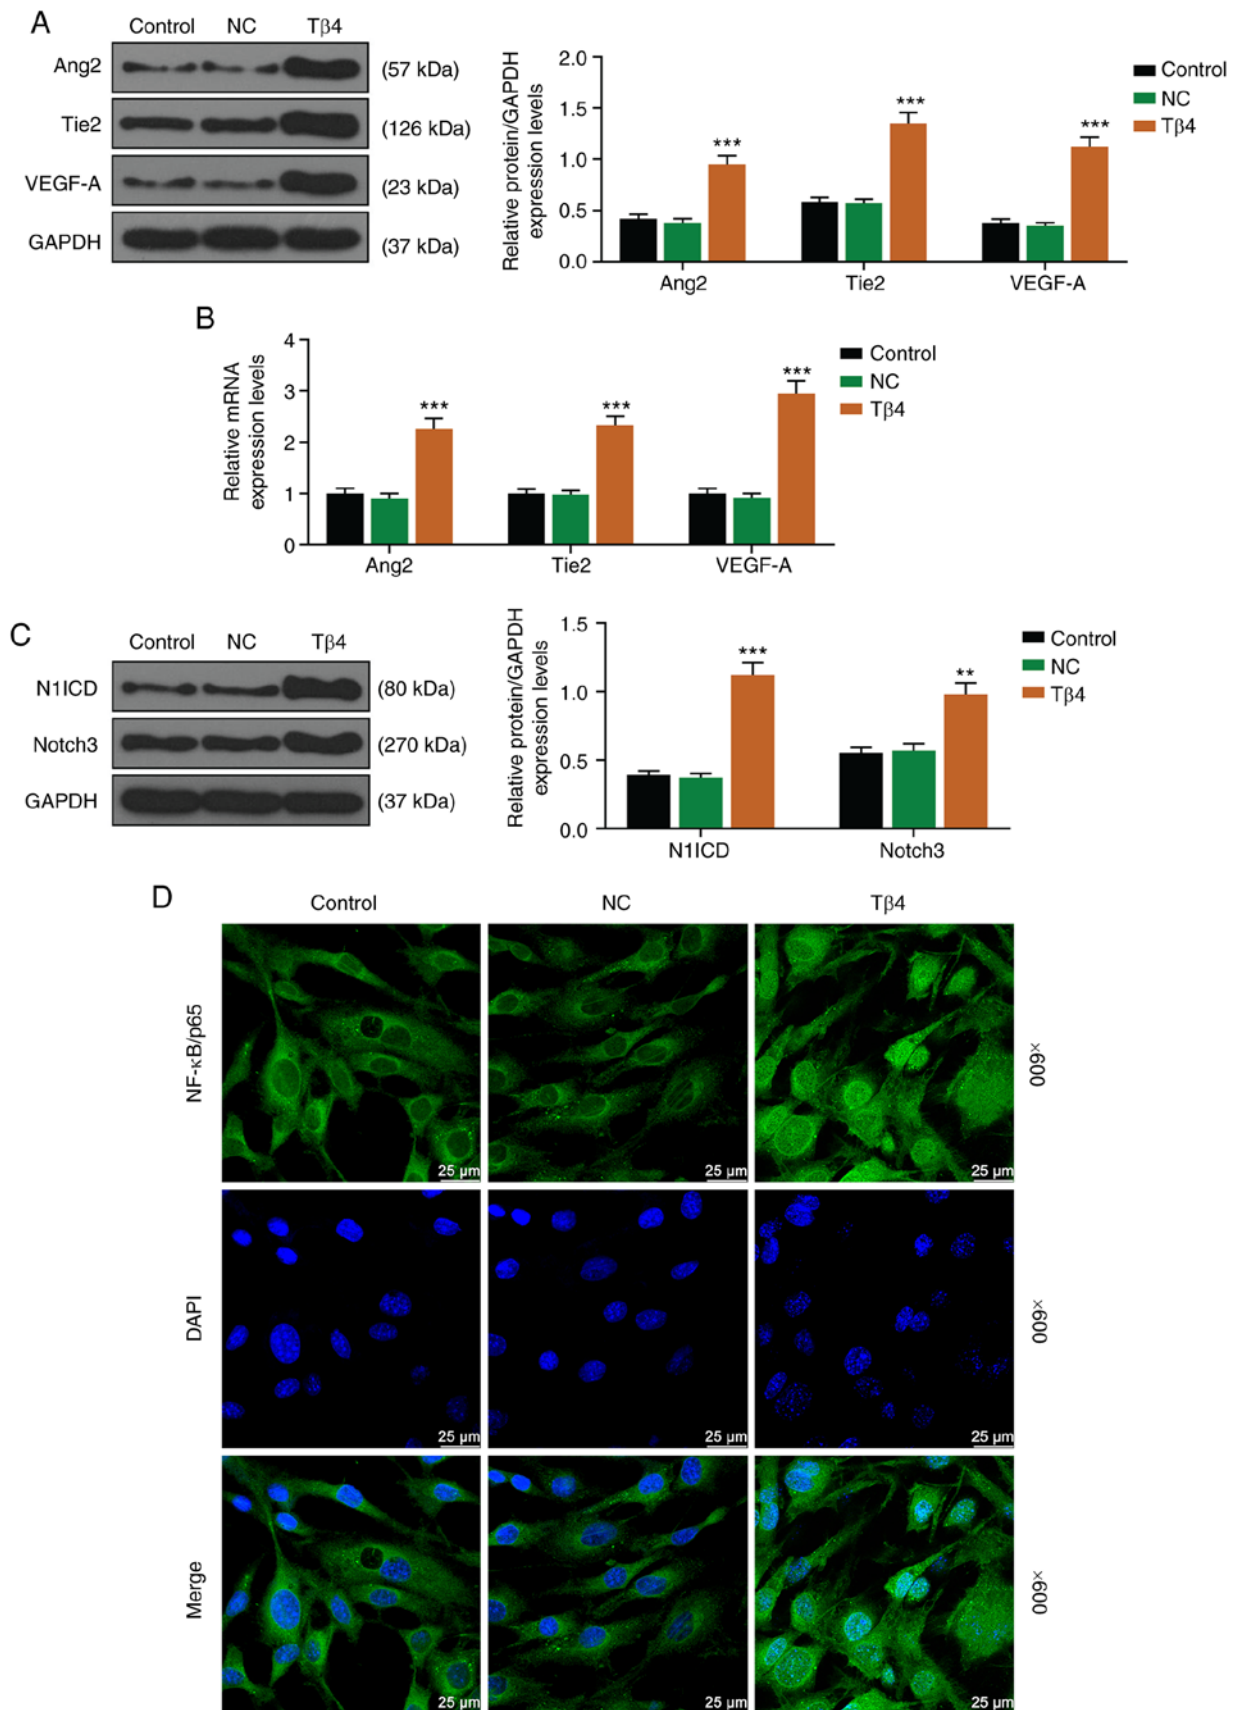 A
Control NC Tβ4
Ang2 (57 kDa)
Tie2 (126 kDa)
VEGF-A (23 kDa)
GAPDH (37 kDa)
Relative protein/GAPDH
expression levels
2.0
1.5
1.0
0.5
0.0
***
***
***
Ang2 Tie2 VEGF-A
Control
NC
Tβ4
B
Relative mRNA
expression levels
4
3
2
1
0
***
***
***
Ang2 Tie2 VEGF-A
Control
NC
Tβ4
C
Control NC Tβ4
N1ICD (80 kDa)
Notch3 (270 kDa)
GAPDH (37 kDa)
Relative protein/GAPDH
expression levels
1.5
1.0
0.5
0.0
***
**
N1ICD Notch3
Control
NC
Tβ4
D
Control NC Tβ4
NF-κB/p65
25 µm 25 µm 25 µm
×600
DAPI
25 µm 25 µm 25 µm
×600
Merge
25 µm 25 µm 25 µm
×600